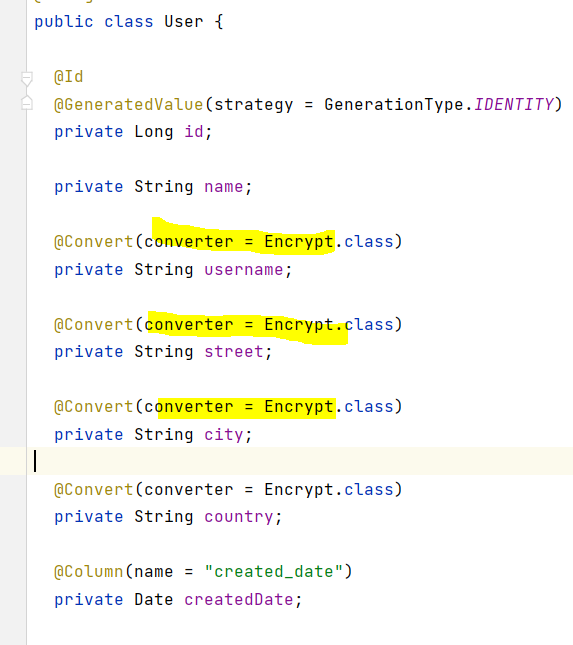 public class User {
@Id
@GeneratedValue(strategy = GenerationType.IDENTITY)
private Long id;
private String name;
@Convert(converter = Encrypt.class)
private String username;
@Convert(converter = Encrypt.class)
private String street;
@Convert(converter = Encrypt.class)
private String city;
@Convert(converter = Encrypt.class)
private String country;
@Column(name = "created_date")
private Date createdDate;